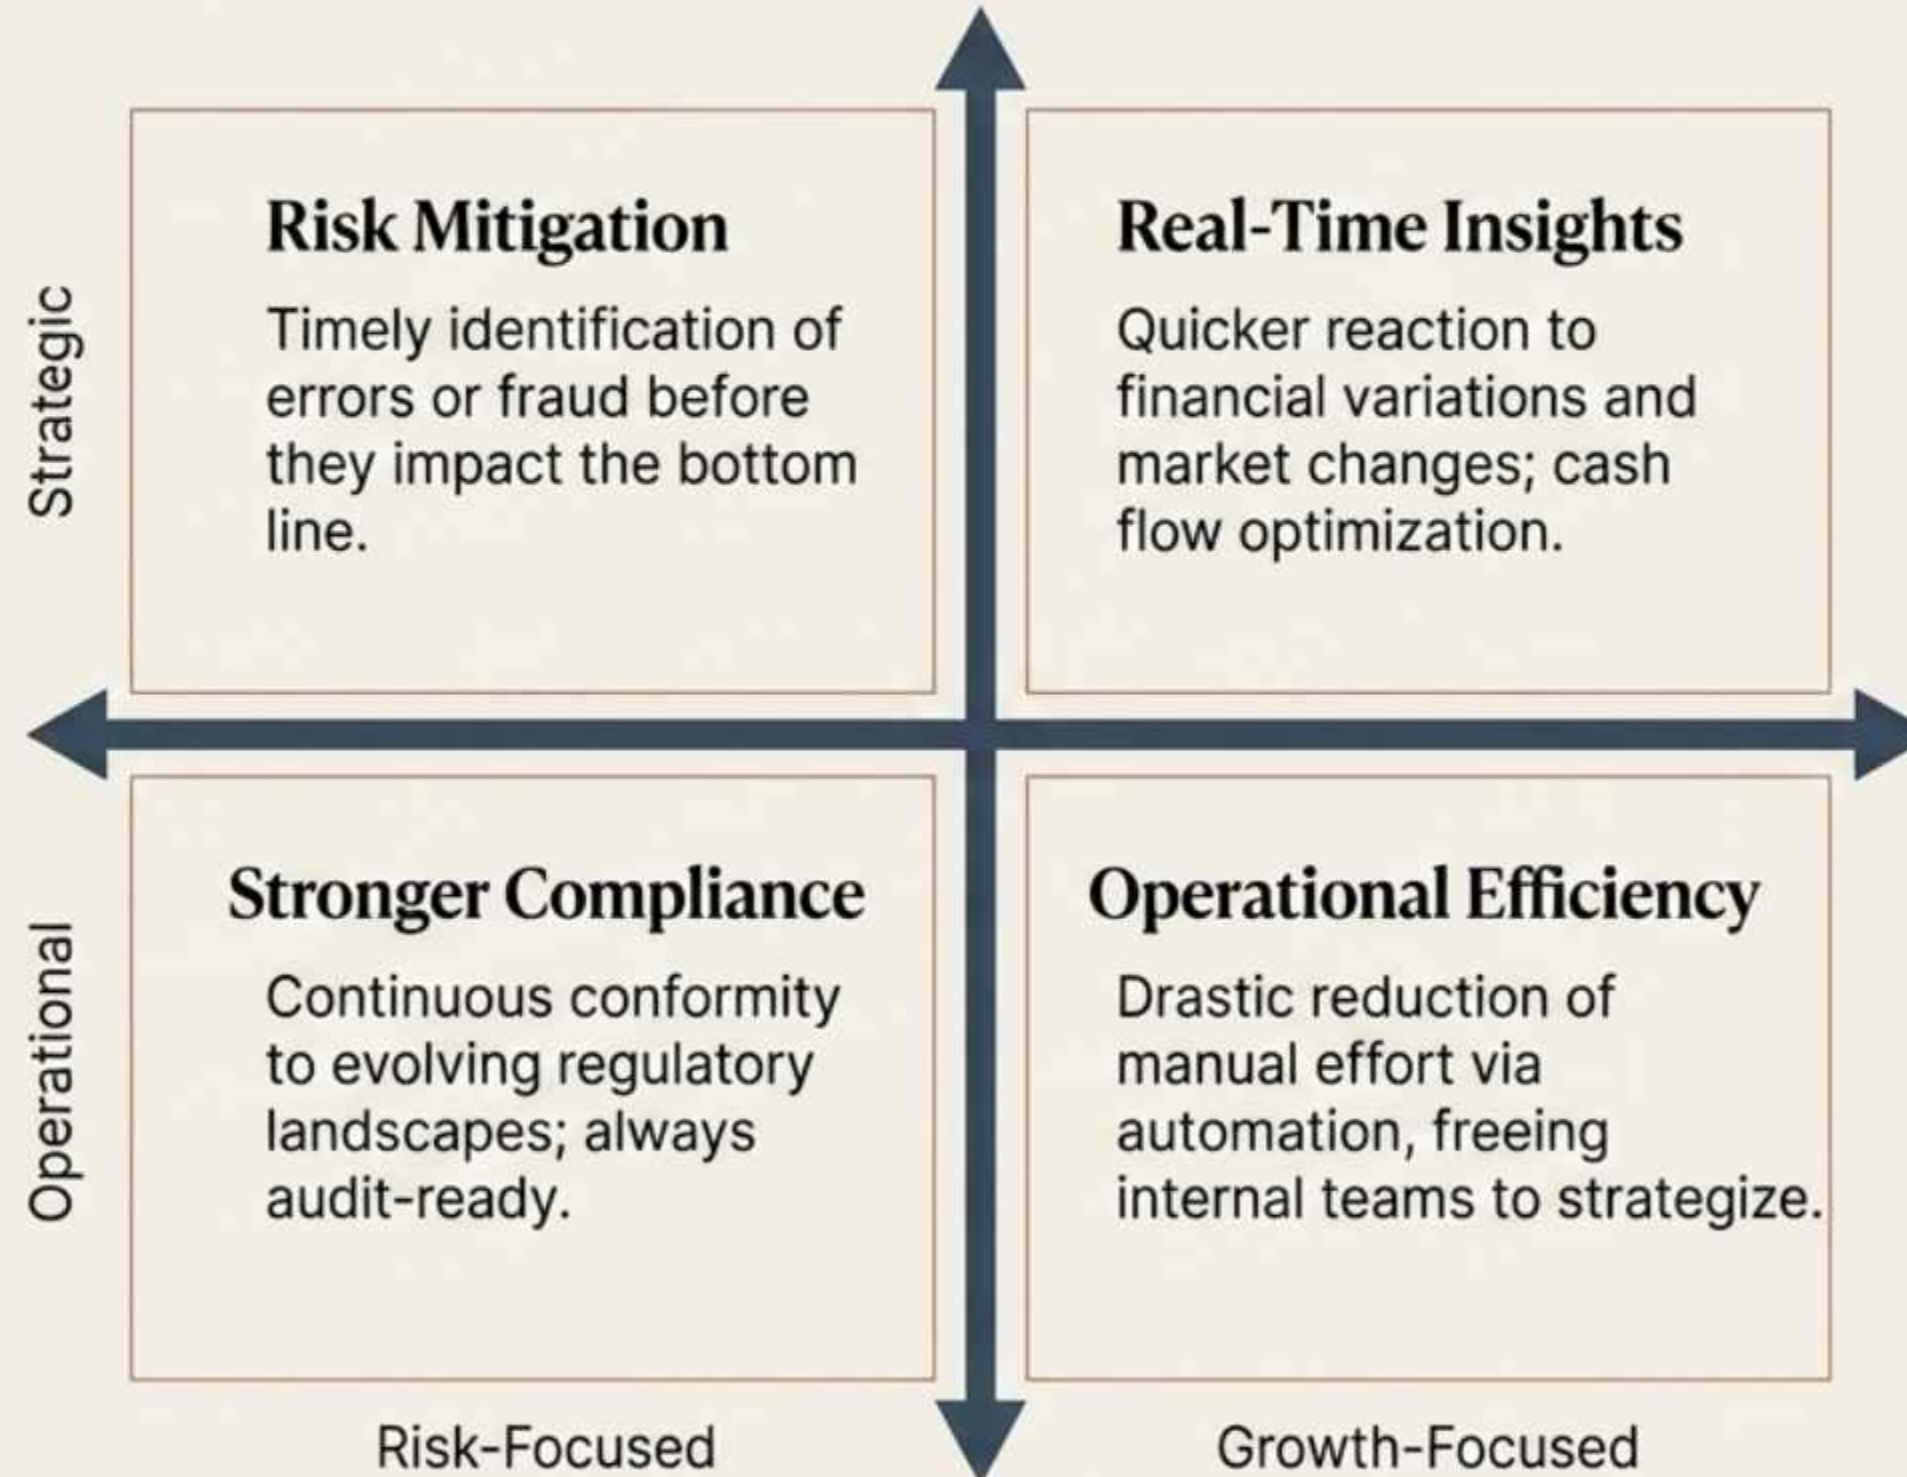 Strategic
Risk Mitigation
Timely identification of
errors or fraud before
they impact the bottom
line.
Real-Time Insights
Quicker reaction to
financial variations and
market changes; cash
flow optimization.
Operational
Stronger Compliance
Continuous conformity
to evolving regulatory
landscapes; always
audit-ready.
Operational Efficiency
Drastic reduction of
manual effort via
automation, freeing
internal teams to strategize.
Risk-Focused
Growth-Focused